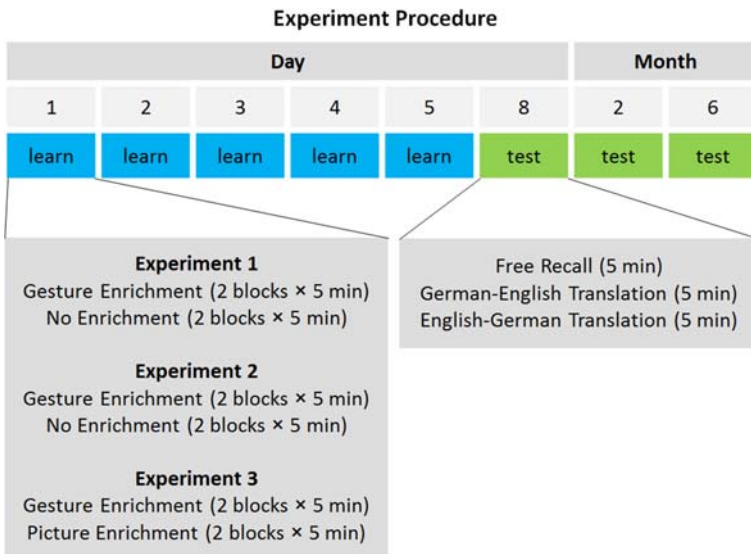 Experiment Procedure
Day Month
1 2 3 4 5 8 2 6
learn learn learn learn learn test test test
Experiment 1
Gesture Enrichment (2 blocks × 5 min)
No Enrichment (2 blocks × 5 min)
Experiment 2
Gesture Enrichment (2 blocks × 5 min)
No Enrichment (2 blocks × 5 min)
Experiment 3
Gesture Enrichment (2 blocks × 5 min)
Picture Enrichment (2 blocks × 5 min)
Free Recall (5 min)
German-English Translation (5 min)
English-German Translation (5 min)